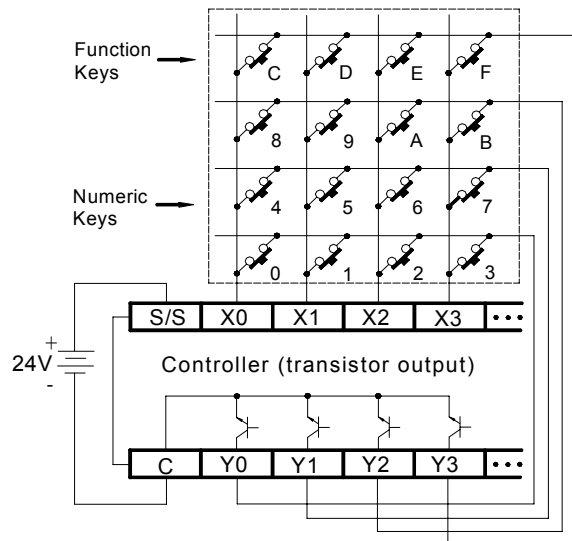 Function
Keys
C D E F
8 9 A B
Numeric
Keys
4 5 6 7
0 1 2 3
S/S X0 X1 X2 X3 •••
+
24V
-
Controller (transistor output)
C Y0 Y1 Y2 Y3 •••